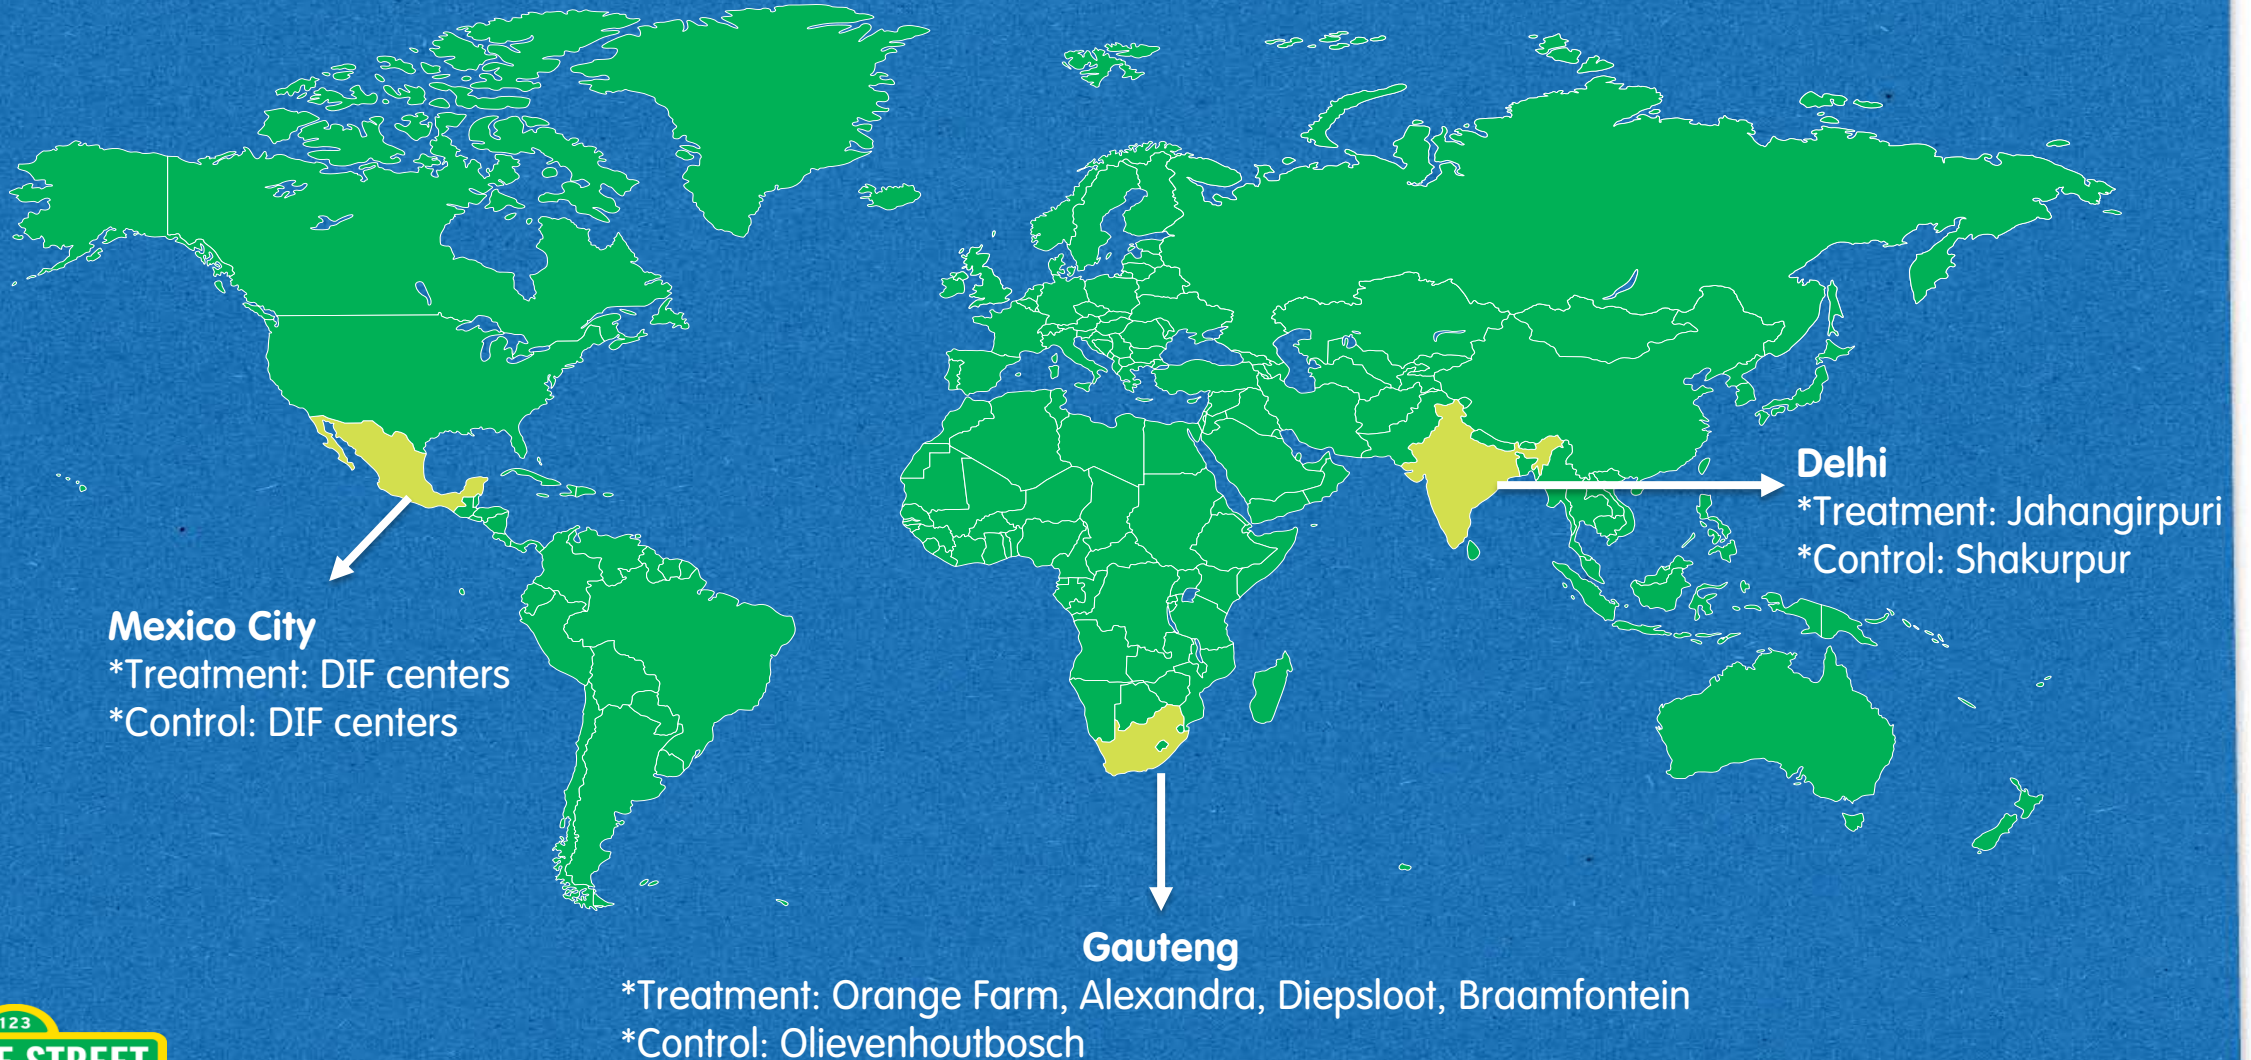 Delhi
*Treatment: Jahangirpuri
*Control: Shakurpur
Mexico City
*Treatment: DIF centers
*Control: DIF centers
Gauteng
*Treatment: Orange Farm, Alexandra, Diepsloot, Braamfontein
*Control: Olievenhoutbosch
123
E STREET